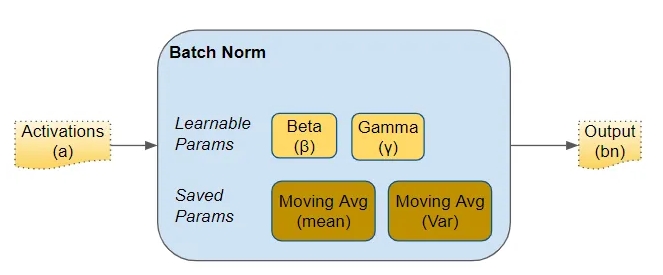 Batch Norm
Activations
(a)
Learnable
Params
Beta
(β)
Gamma
(γ)
Output
(bn)
Saved
Params
Moving Avg
(mean)
Moving Avg
(Var)